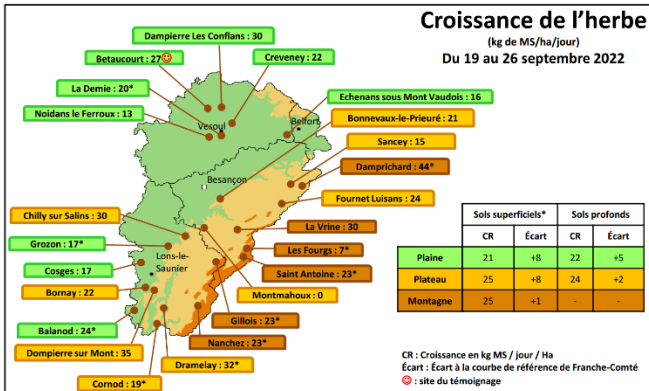 Croissance de l'herbe
(kg de MS/ha/jour)
Du 19 au 26 septembre 2022
Dampierre Les Conflans : 30
Betaucourt : 27
Creveney : 22
La Demie : 20*
Echenans sous Mont Vaudois : 16
Noidans le Ferroux : 13
Bonnevaux-le-Prieuré : 21
Vesoul
Belfort
Sancey : 15
Damprichard : 44*
Besançon
Fournet Luisans : 24
Chilly sur Salins : 30
La Vrine : 30
Grozon : 17*
Les Fourgs : 7*
Lons-le-
Saunier
Cosges : 17
Saint Antoine : 23*
Bornay : 22
Montmahoux : 0
Gillois : 23*
Balanod : 24*
Nanchez : 23*
Dompierre sur Mont : 35
Dramelay : 32*
Cornod : 19*
Sols superficiels* Sols profonds
CR Écart CR Écart
Plaine 21 +8 22 +5
Plateau 25 +8 24 +2
Montagne 25 +1 - -
CR : Croissance en kg MS / jour / Ha
Écart : Écart à la courbe de référence de Franche-Comté
: site du témoignage